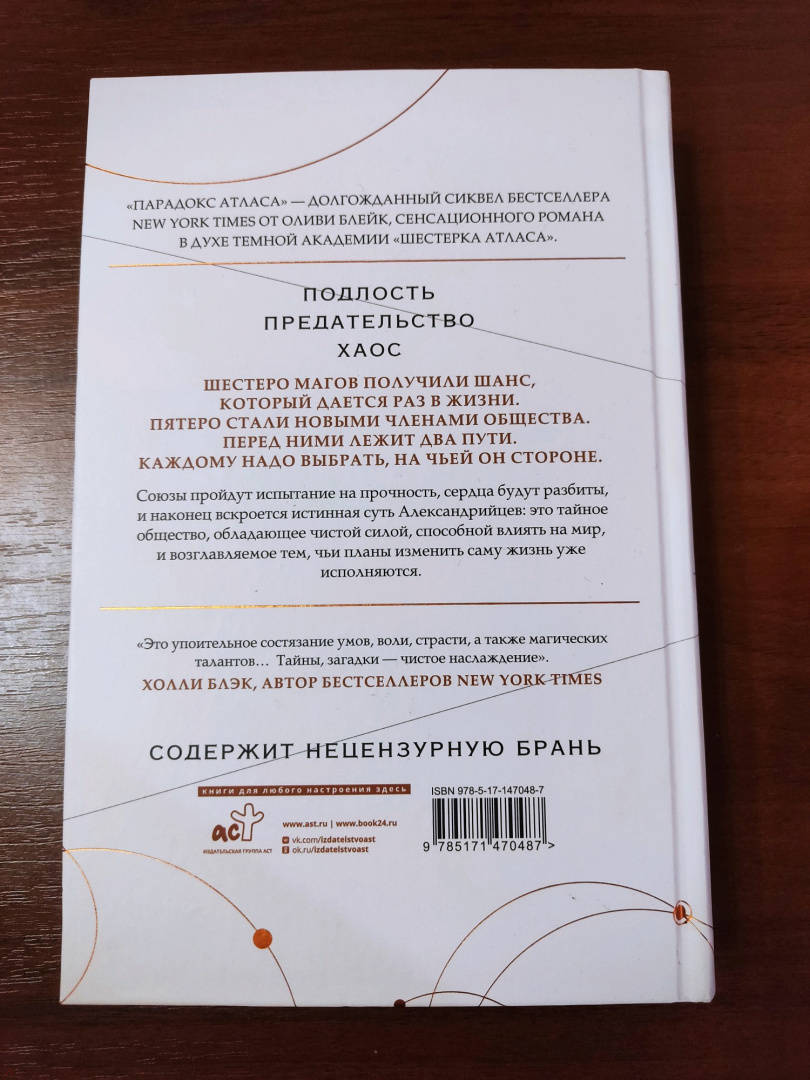 «ПАРАДОКС АТЛАСА» — ДОЛГОЖДАННЫЙ СИКВЕЛ БЕСТСЕЛЛЕРА
NEW YORK TIMES ОТ ОЛИВИ БЛЕЙК, СЕНСАЦИОННОГО РОМАНА
В ДУХЕ ТЕМНОЙ АКАДЕМИИ «ШЕСТЕРКА АТЛАСА».
ПОДЛОСТЬ
ПРЕДАТЕЛЬСТВО
ХАОС
ШЕСТЕРО МАГОВ ПОЛУЧИЛИ ШАНС,
КОТОРЫЙ ДАЕТСЯ РАЗ В ЖИЗНИ.
ПЯТЕРО СТАЛИ НОВЫМИ ЧЛЕНАМИ ОБЩЕСТВА.
ПЕРЕД НИМИ ЛЕЖИТ ДВА ПУТИ.
КАЖДОМУ НАДО ВЫБРАТЬ, НА ЧЬЕЙ ОН СТОРОНЕ.
Союзы пройдут испытание на прочность, сердца будут разбиты,
и наконец вскроется истинная суть Александрийцев: это тайное
общество, обладающее чистой силой, способной влиять на мир,
и возглавляемое тем, чьи планы изменить саму жизнь уже
исполняются.
«Это упоительное состязание умов, воли, страсти, а также магических
талантов... Тайны, загадки — чистое наслаждение».
ХОЛЛИ БЛЭК, АВТОР БЕСТСЕЛЛЕРОВ NEW YORK TIMES
СОДЕРЖИТ НЕЦЕНЗУРНУЮ БРАНЬ
книги для любого настроения здесь
аст
ИЗДАТЕЛЬСКАЯ ГРУППА АСТ
www.ast.ru | www.book24.ru
vk.com/izdatelstvoast
ok.ru/izdatelstvoast
ISBN 978-5-17-147048-7
9 785171 470487 >